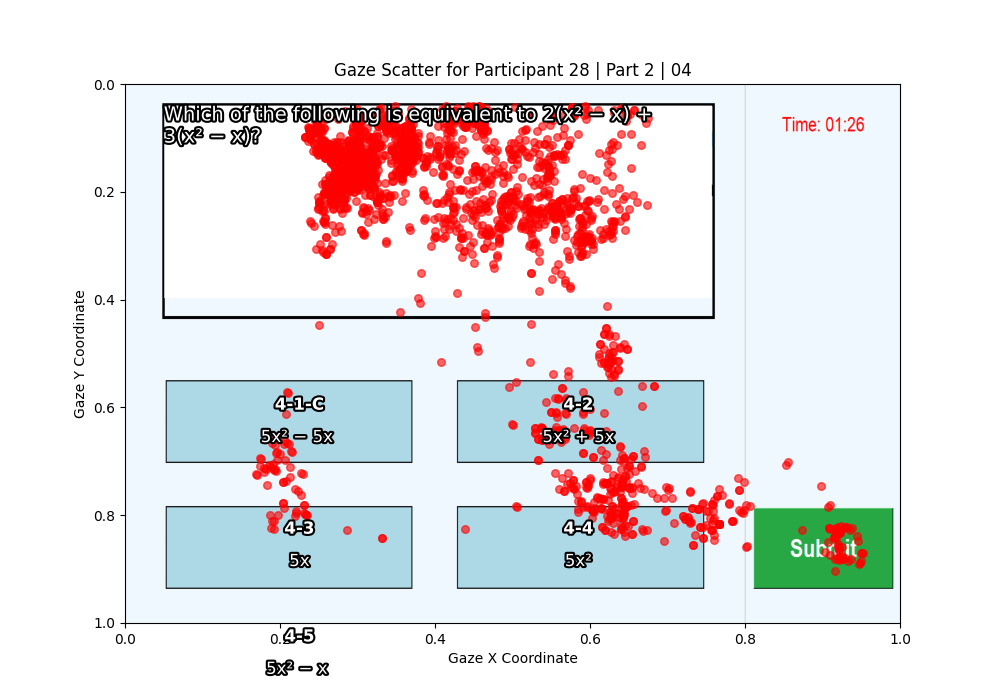 Gaze Scatter for Participant 28 | Part 2 | 04
Which of the following is equivalent to 2(x² − x) +
3(x² − x)?
Time: 01:26
0.0
0.2
0.4
0.6
0.8
1.0
Gaze Y Coordinate
4-1-C
5x² − 5x
4-2
5x² + 5x
4-3
5x
4-4
5x²
Submit
0.0
0.2
0.4
0.6
0.8
1.0
4-5
5x² − x
Gaze X Coordinate